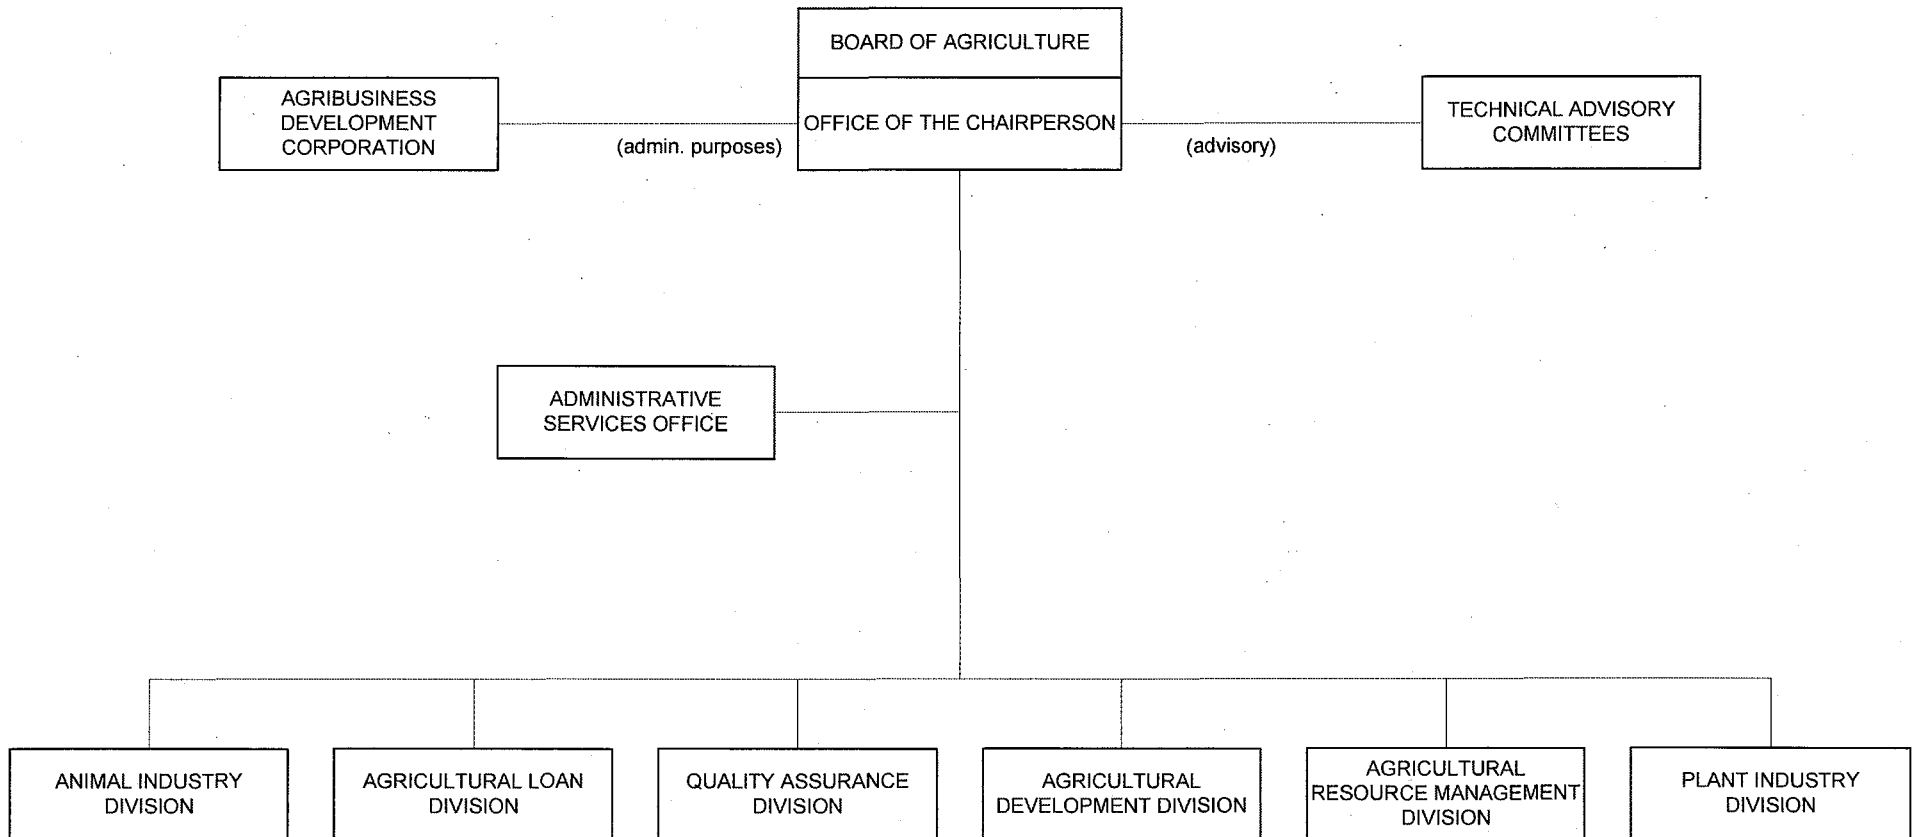 BOARD OF AGRICULTURE
AGRIBUSINESS
DEVELOPMENT
CORPORATION
(admin. purposes)
OFFICE OF THE CHAIRPERSON
(advisory)
TECHNICAL ADVISORY
COMMITTEES
ADMINISTRATIVE
SERVICES OFFICE
ANIMAL INDUSTRY
DIVISION
AGRICULTURAL LOAN
DIVISION
QUALITY ASSURANCE
DIVISION
AGRICULTURAL
DEVELOPMENT DIVISION
AGRICULTURAL
RESOURCE MANAGEMENT
DIVISION
PLANT INDUSTRY
DIVISION